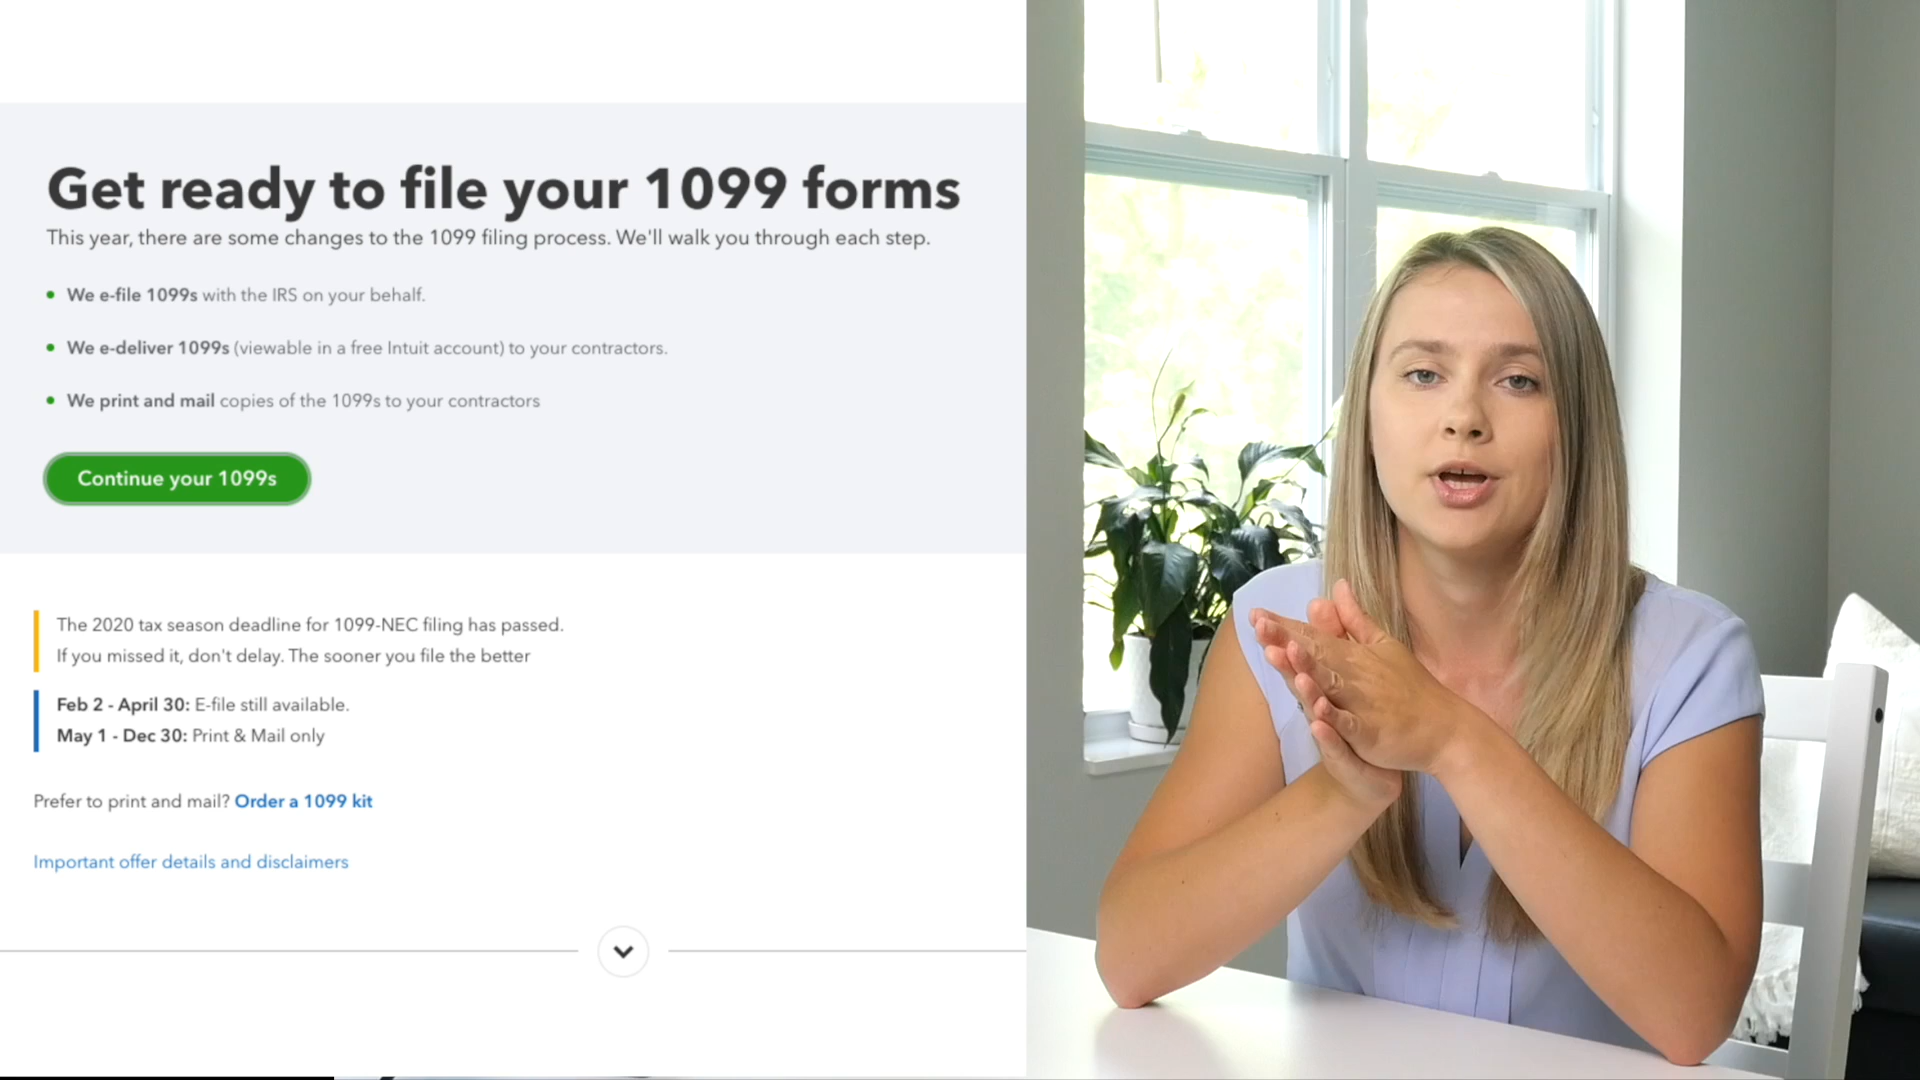 Get ready to file your 1099 forms
This year, there are some changes to the 1099 filing process. We'll walk you through each step.
We e-file 1099s with the IRS on your behalf.
We e-deliver 1099s (viewable in a free Intuit account) to your contractors.
We print and mail copies of the 1099s to your contractors
Continue your 1099s
The 2020 tax season deadline for 1099-NEC filing has passed.
If you missed it, don't delay. The sooner you file the better
Feb 2 - April 30: E-file still available.
May 1 - Dec 30: Print & Mail only
Prefer to print and mail? Order a 1099 kit
Important offer details and disclaimers